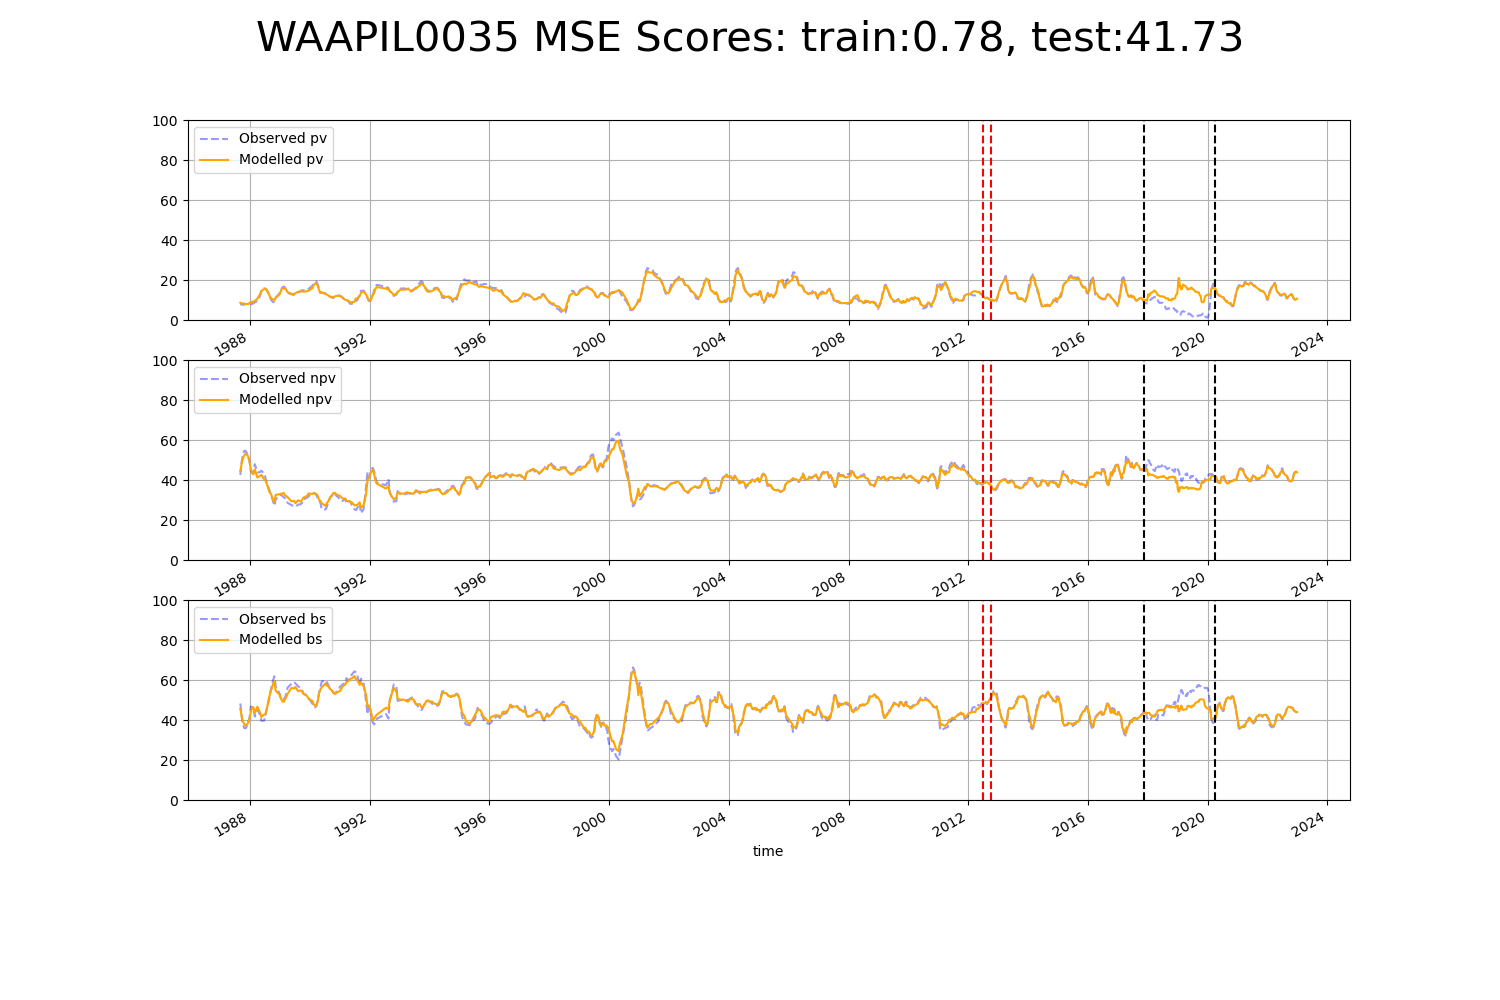 WAAPIL0035 MSE Scores: train:0.78, test:41.73
100
80
60
40
20
0
Observed pv
Modelled pv
1988 1992 1996 2000 2004 2008 2012 2016 2020 2024
100
80
60
40
20
0
Observed npv
Modelled npv
1988 1992 1996 2000 2004 2008 2012 2016 2020 2024
100
80
60
40
20
0
Observed bs
Modelled bs
1988 1992 1996 2000 2004 2008 2012 2016 2020 2024
time